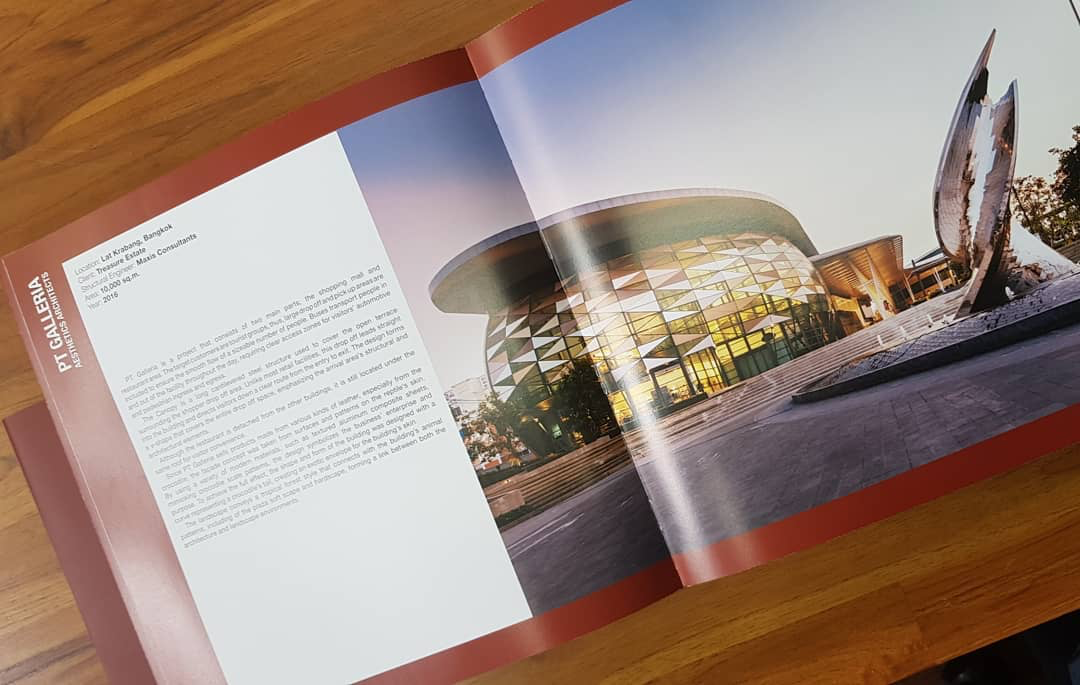 PT GALLERIA
AESTHETICS ARCHITECTS
Location: Lat Krabang, Bangkok
Client: Treasure Estate
Structural Engineer: Maxis Consultants
Area: 10,000 sq.m.
Year: 2016
PT. Galleria is a project that consists of two main parts, the shopping mall and
restaurant area. The target customers are tourist groups, thus, large drop off and pick up areas are
included to ensure the smooth flow of a sizable number of people. Buses transport people in
and out of the facility throughout the day, requiring clear access zones for visitors' automotive
and pedestrian ingress and egress.
The Canopy is a long cantilevered steel structure used to cover the open terrace
surrounding the shopper drop off area. Unlike most retail facilities, this drop off leads straight
into the building and directs visitors down a clear route from the entry to exit. The design forms
a shape that covers the entire drop off space, emphasizing the arrival area's structural and
architectural elements.
Although the restaurant is detached from the other buildings, it is still located under the
same roof for visitor convenience.
Since PT Galleria sells products made from various kinds of leather, especially from the
crocodile, the facade concept was taken from surfaces and patterns on the reptile's skin.
By using a variety of modern materials, such as textured aluminum composite sheets,
mimicking crocodile scale patterns, the design symbolizes the business' enterprise and
purpose. To achieve the full effect, the shape and form of the building was designed with a
curve representing a crocodile's tail, creating an exotic envelope for the building's skin.
The landscape conveys a tropical forest style that connects with the building's animal
patterns, including of the plaza soft scape and hardscape, forming a link between both the
architecture and landscape environments.